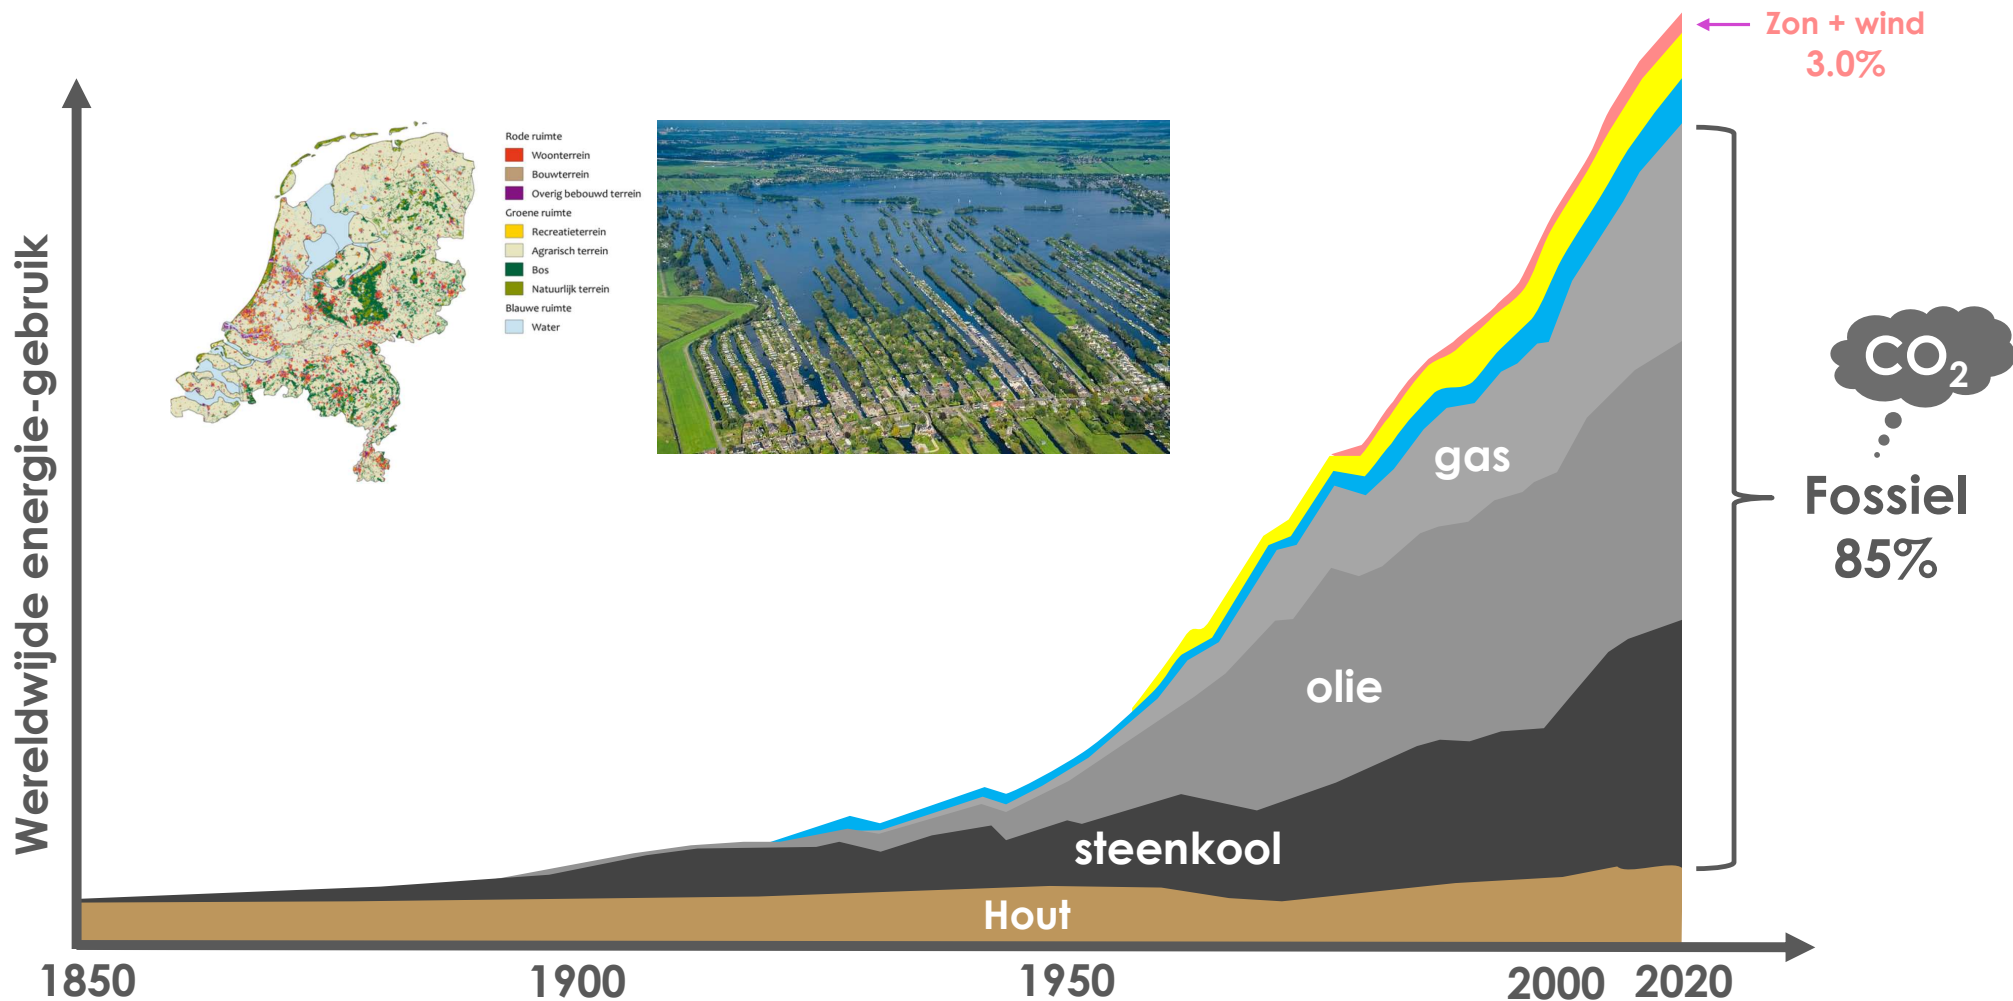 Zon + wind
3.0%
Wereldwijde energie-gebruik
Rode ruimte
Woonterrein
Bouwterrein
Overig bebouwd terrein
Groene ruimte
Recreatieterrein
Agrarisch terrein
Bos
Natuurlijk terrein
Blauwe ruimte
Water
CO₂
gas
Fossiel
85%
olie
steenkool
Hout
1850
1900
1950
2000
2020